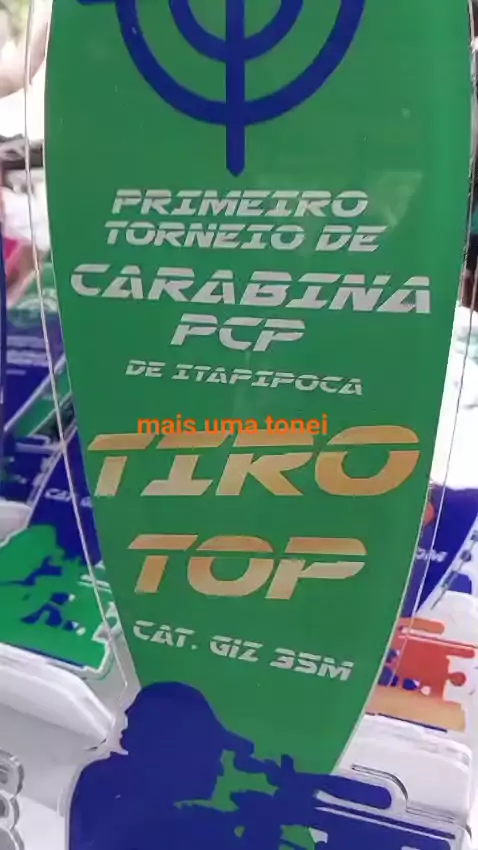 PRIMEIRO
TORNEIO DE
CARABINA
PCP
DE ITAPIPOCA
mais uma tonei
TIRO
TOP
CAT. GIZ 35M